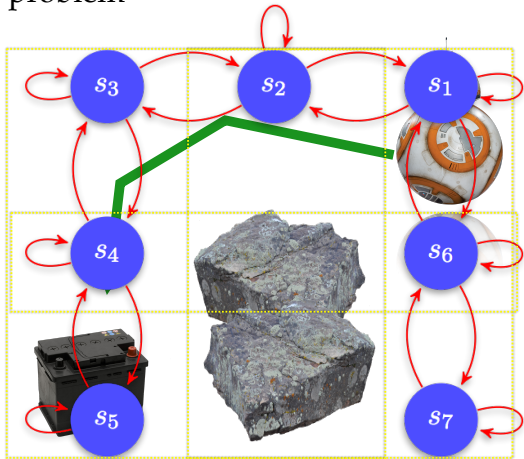 problem
s₃ s₂ s₁
s₄ s₆
s₅ s₇